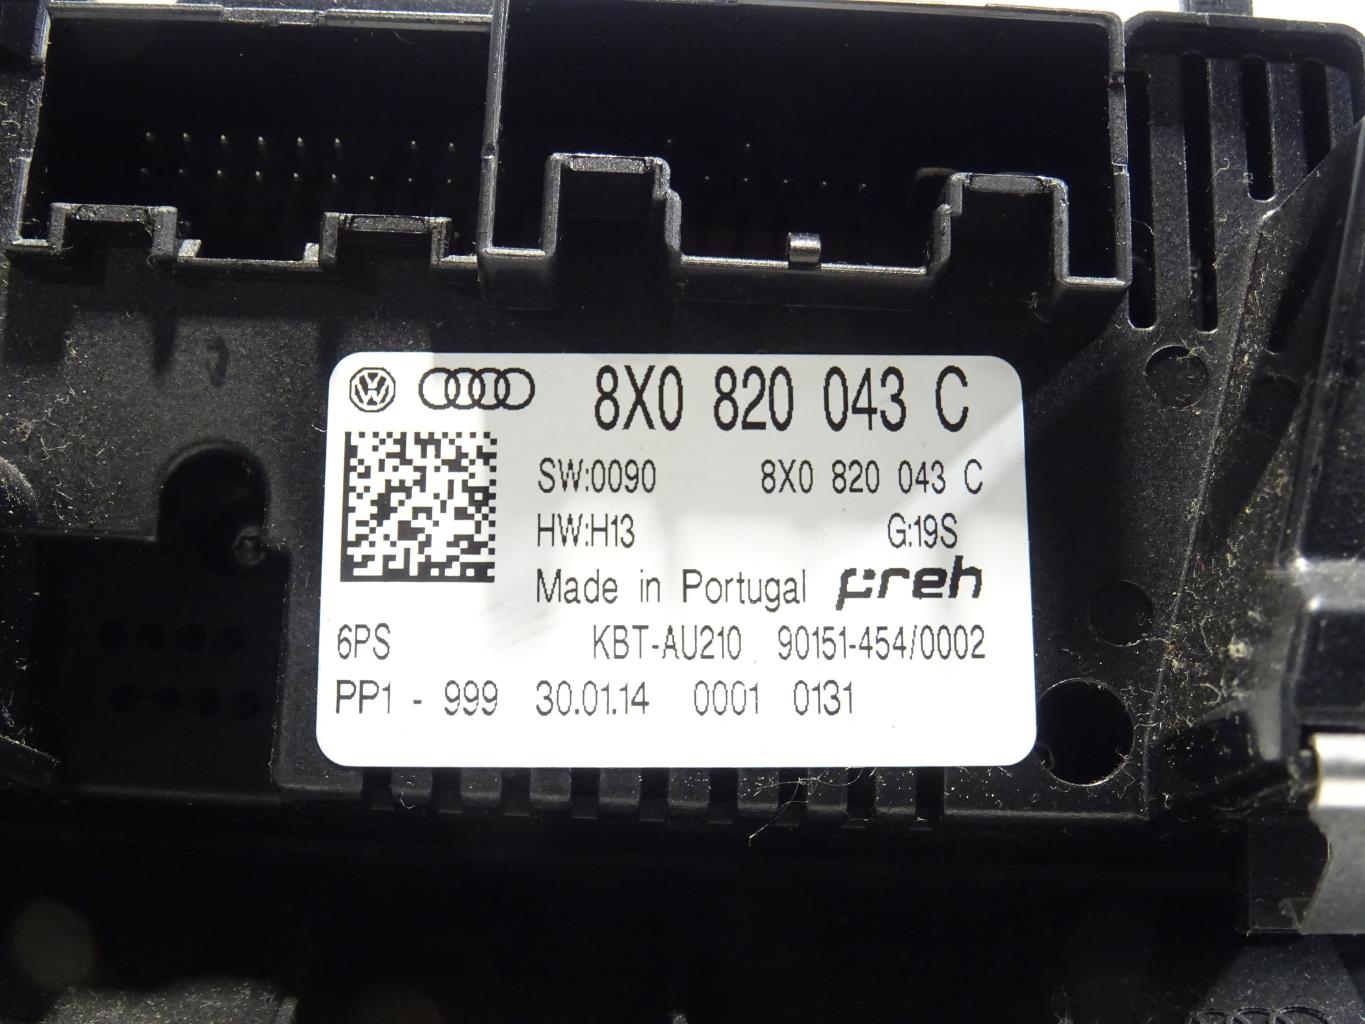 8X0 820 043 C
SW:0090 8X0 820 043 C
HW:H13 G:19S
Made in Portugal preh
6PS KBT-AU210 90151-454/0002
PP1 - 999 30.01.14 0001 0131